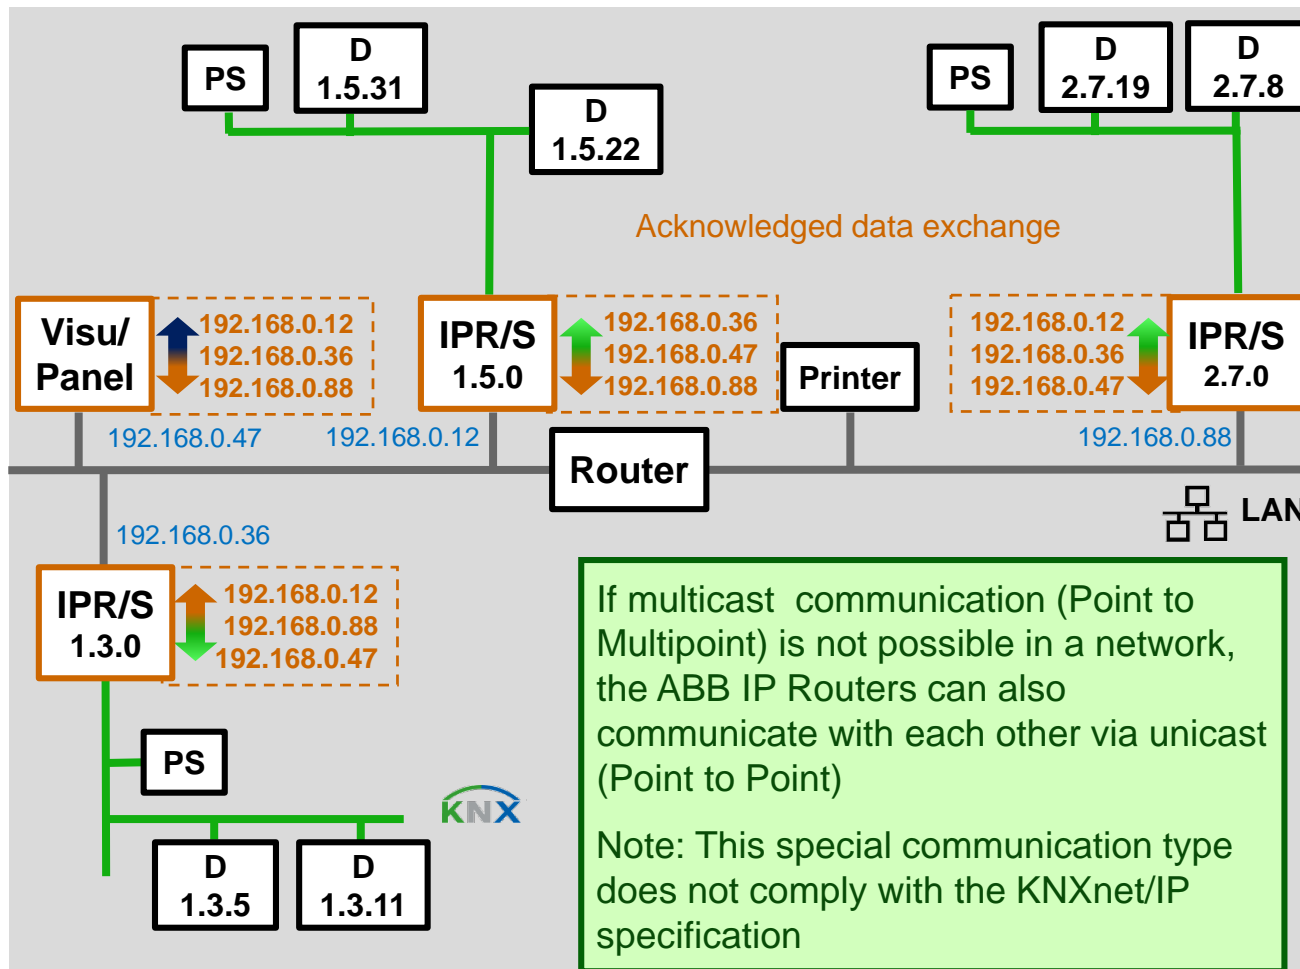 PS
D
1.5.31
D
1.5.22
PS
D
2.7.19
D
2.7.8
Acknowledged data exchange
Visu/
Panel
192.168.0.12
192.168.0.36
192.168.0.88
IPR/S
1.5.0
192.168.0.36
192.168.0.47
192.168.0.88
Printer
192.168.0.12
192.168.0.36
192.168.0.47
IPR/S
2.7.0
192.168.0.47
192.168.0.12
Router
192.168.0.88
LAN
192.168.0.36
IPR/S
1.3.0
192.168.0.12
192.168.0.88
192.168.0.47
PS
KNX
D
1.3.5
D
1.3.11
If multicast  communication (Point to
Multipoint) is not possible in a network,
the ABB IP Routers can also
communicate with each other via unicast
(Point to Point)
Note: This special communication type
does not comply with the KNXnet/IP
specification